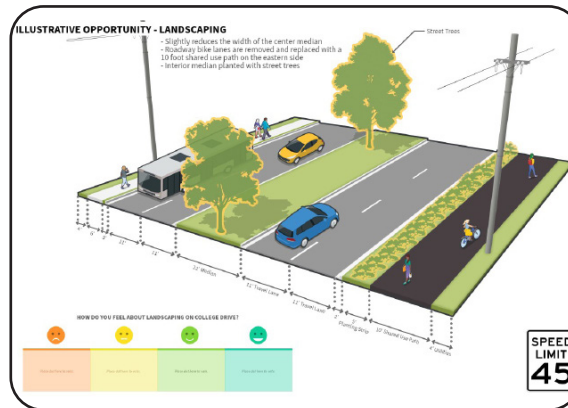 ILLUSTRATIVE OPPORTUNITY - LANDSCAPING
- Slightly reduces the width of the center median
- Roadway bike lanes are removed and replaced with a
10 foot shared use path on the eastern side
- Interior median planted with street trees
Street Trees
11'
11' Travel Lane
11' Travel Lane
Planting Strip
10' Shared Use Path
Utilities
HOW DO YOU FEEL ABOUT LANDSCAPING ON COLLEGE DRIVE?
SPEED
LIMIT
45